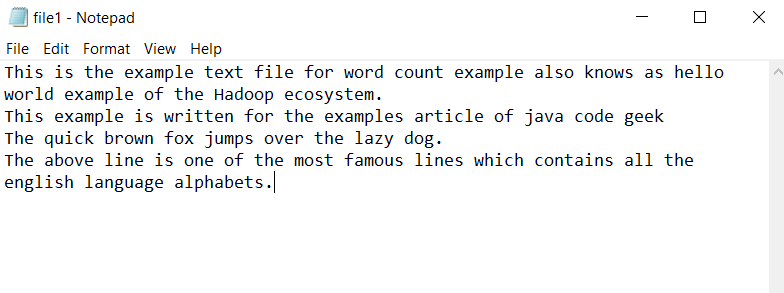 file1 - Notepad
File Edit Format View Help
This is the example text file for word count example also knows as hello
world example of the Hadoop ecosystem.
This example is written for the examples article of java code geek
The quick brown fox jumps over the lazy dog.
The above line is one of the most famous lines which contains all the
english language alphabets.